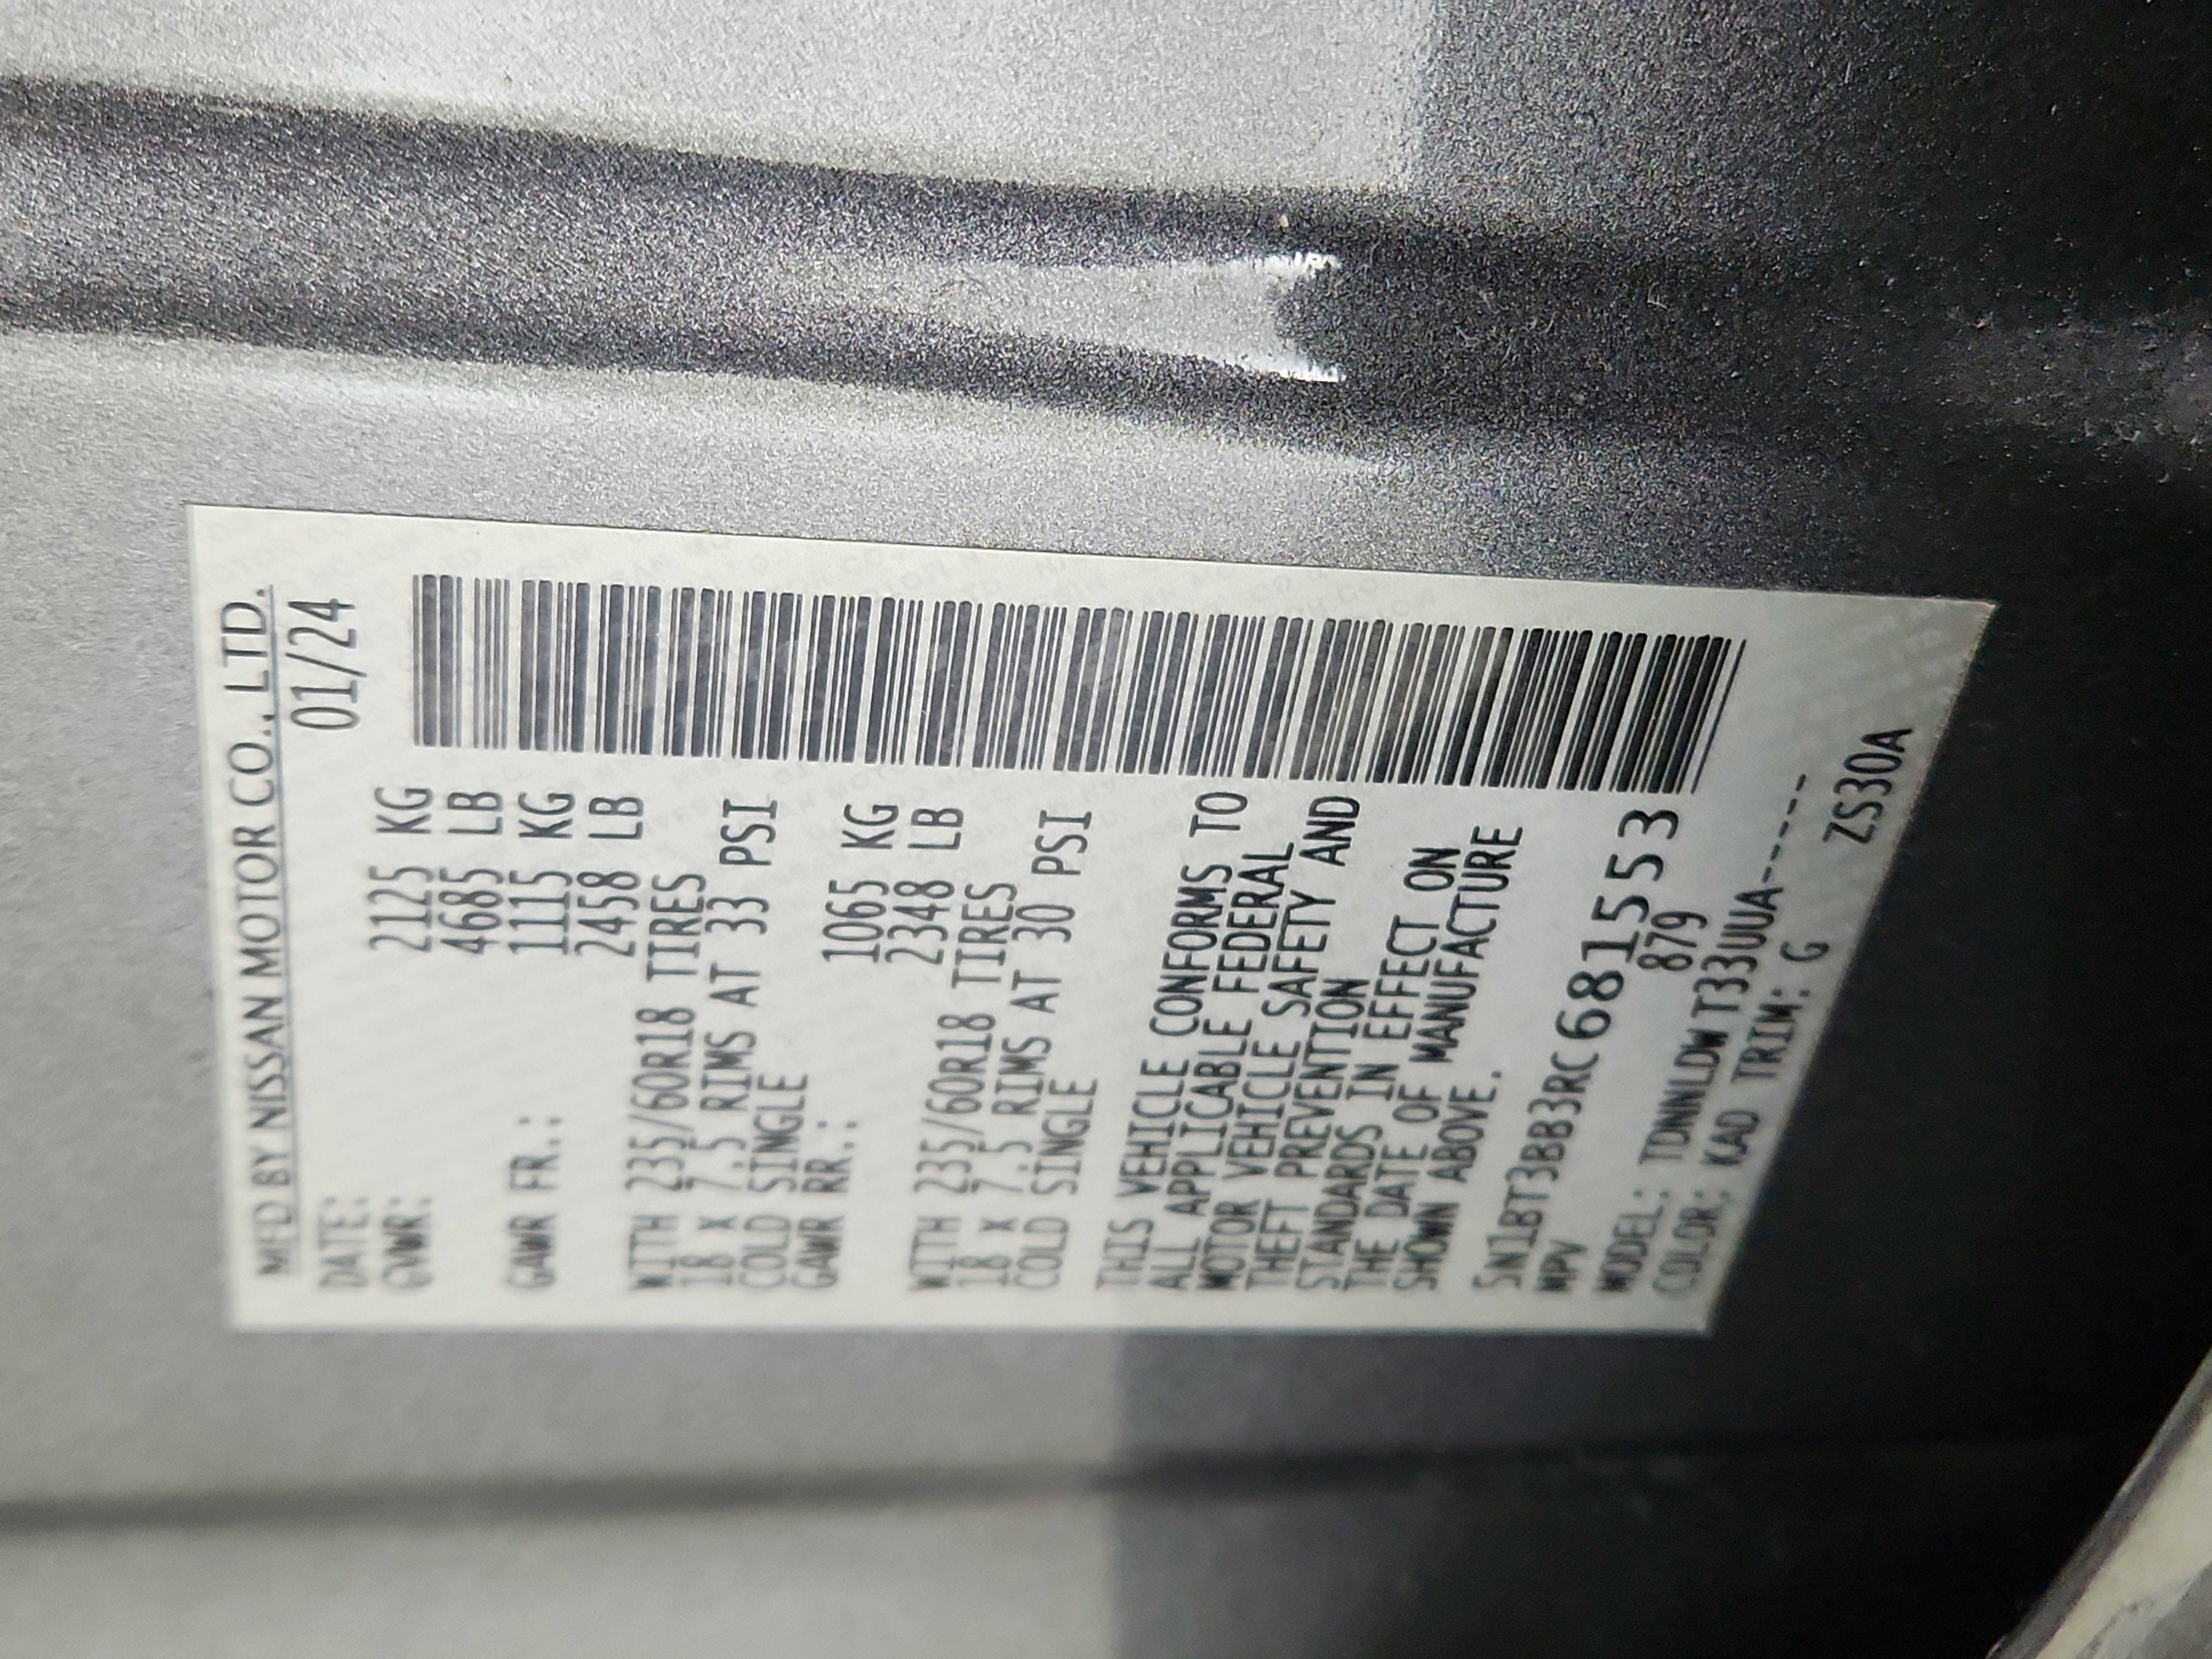 MFD BY NISSAN MOTOR CO., LTD.
DATE: 01/24
GVWR: 2125 KG
4685 LB
GAWR FR.: 1115 KG
2458 LB
WITH 235/60R18 TIRES
18 X 7.5 RIMS AT 33 PSI
COLD SINGLE
GAWR RR.: 1065 KG
2348 LB
WITH 235/60R18 TIRES
18 X 7.5 RIMS AT 30 PSI
COLD SINGLE
THIS VEHICLE CONFORMS TO
ALL APPLICABLE FEDERAL
MOTOR VEHICLE SAFETY AND
THEFT PREVENTION
STANDARDS IN EFFECT ON
THE DATE OF MANUFACTURE
SHOWN ABOVE.
5N1BT3BB3RC681553
MPV 879
MODEL: TDNNLDWT33UUA-----
COLOR: KAD TRIM: G ZS30A